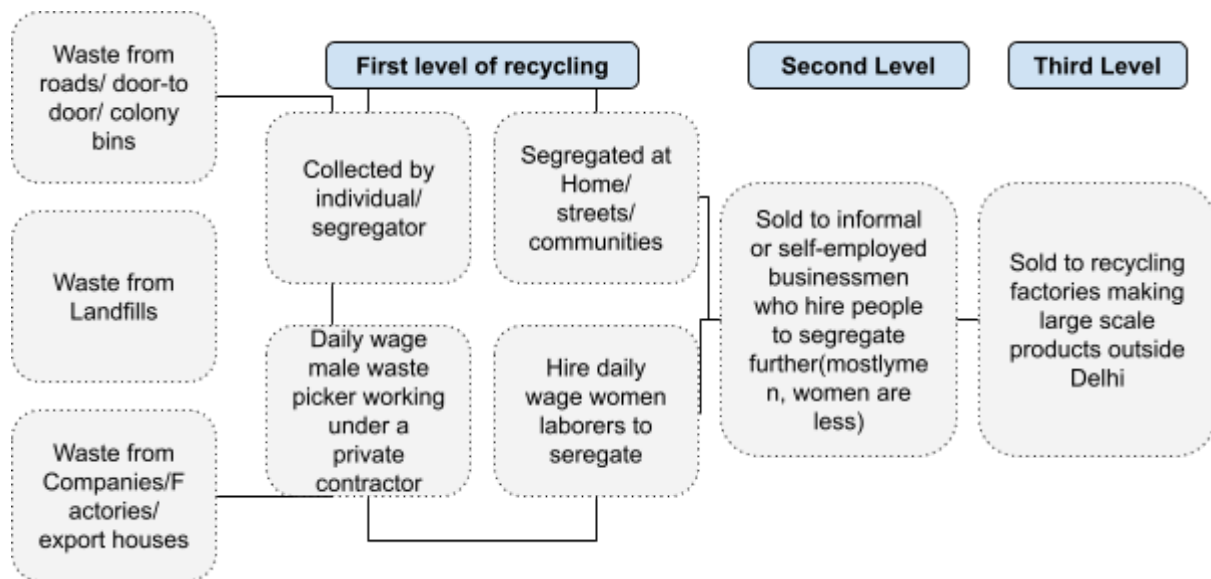 Waste from
roads/ door-to
door/ colony
bins
Waste from
Landfills
Waste from
Companies/F
actories/
export houses
First level of recycling
Collected by
individual/
segregator
Segregated at
Home/
streets/
communities
Daily wage
male waste
picker working
under a
private
contractor
Hire daily
wage women
laborers to
seregate
Second Level
Sold to informal
or self-employed
businessmen
who hire people
to segregate
further(mostlyme
n, women are
less)
Third Level
Sold to recycling
factories making
large scale
products outside
Delhi